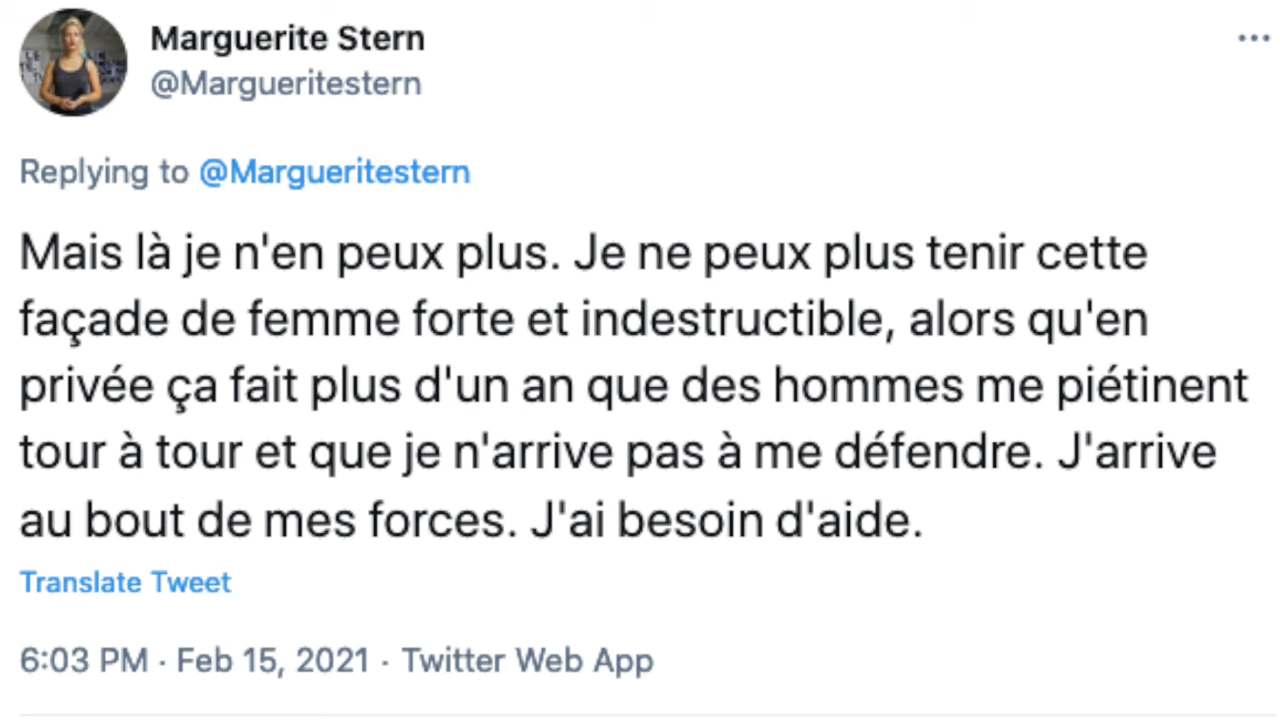 Marguerite Stern
@Margueritestern
Replying to @Margueritestern
Mais là je n'en peux plus. Je ne peux plus tenir cette
façade de femme forte et indestructible, alors qu'en
privée ça fait plus d'un an que des hommes me piétinent
tour à tour et que je n'arrive pas à me défendre. J'arrive
au bout de mes forces. J'ai besoin d'aide.
Translate Tweet
6:03 PM · Feb 15, 2021 · Twitter Web App